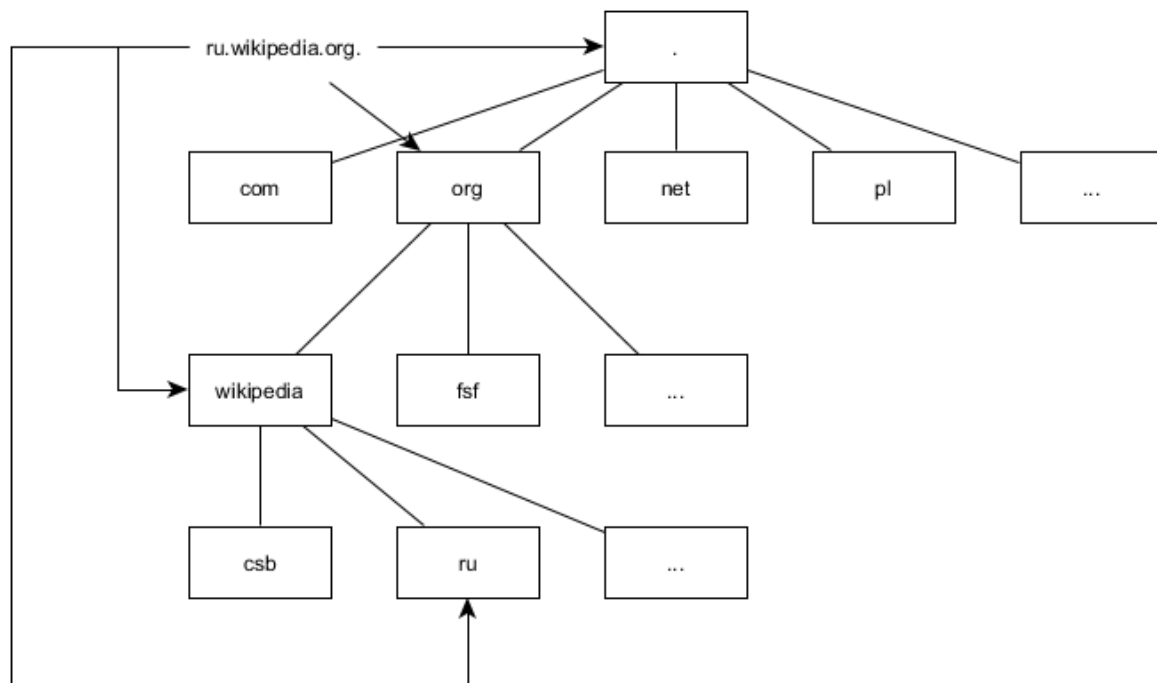 ru.wikipedia.org.
.
com
org
net
pl
...
wikipedia
fsf
...
csb
ru
...